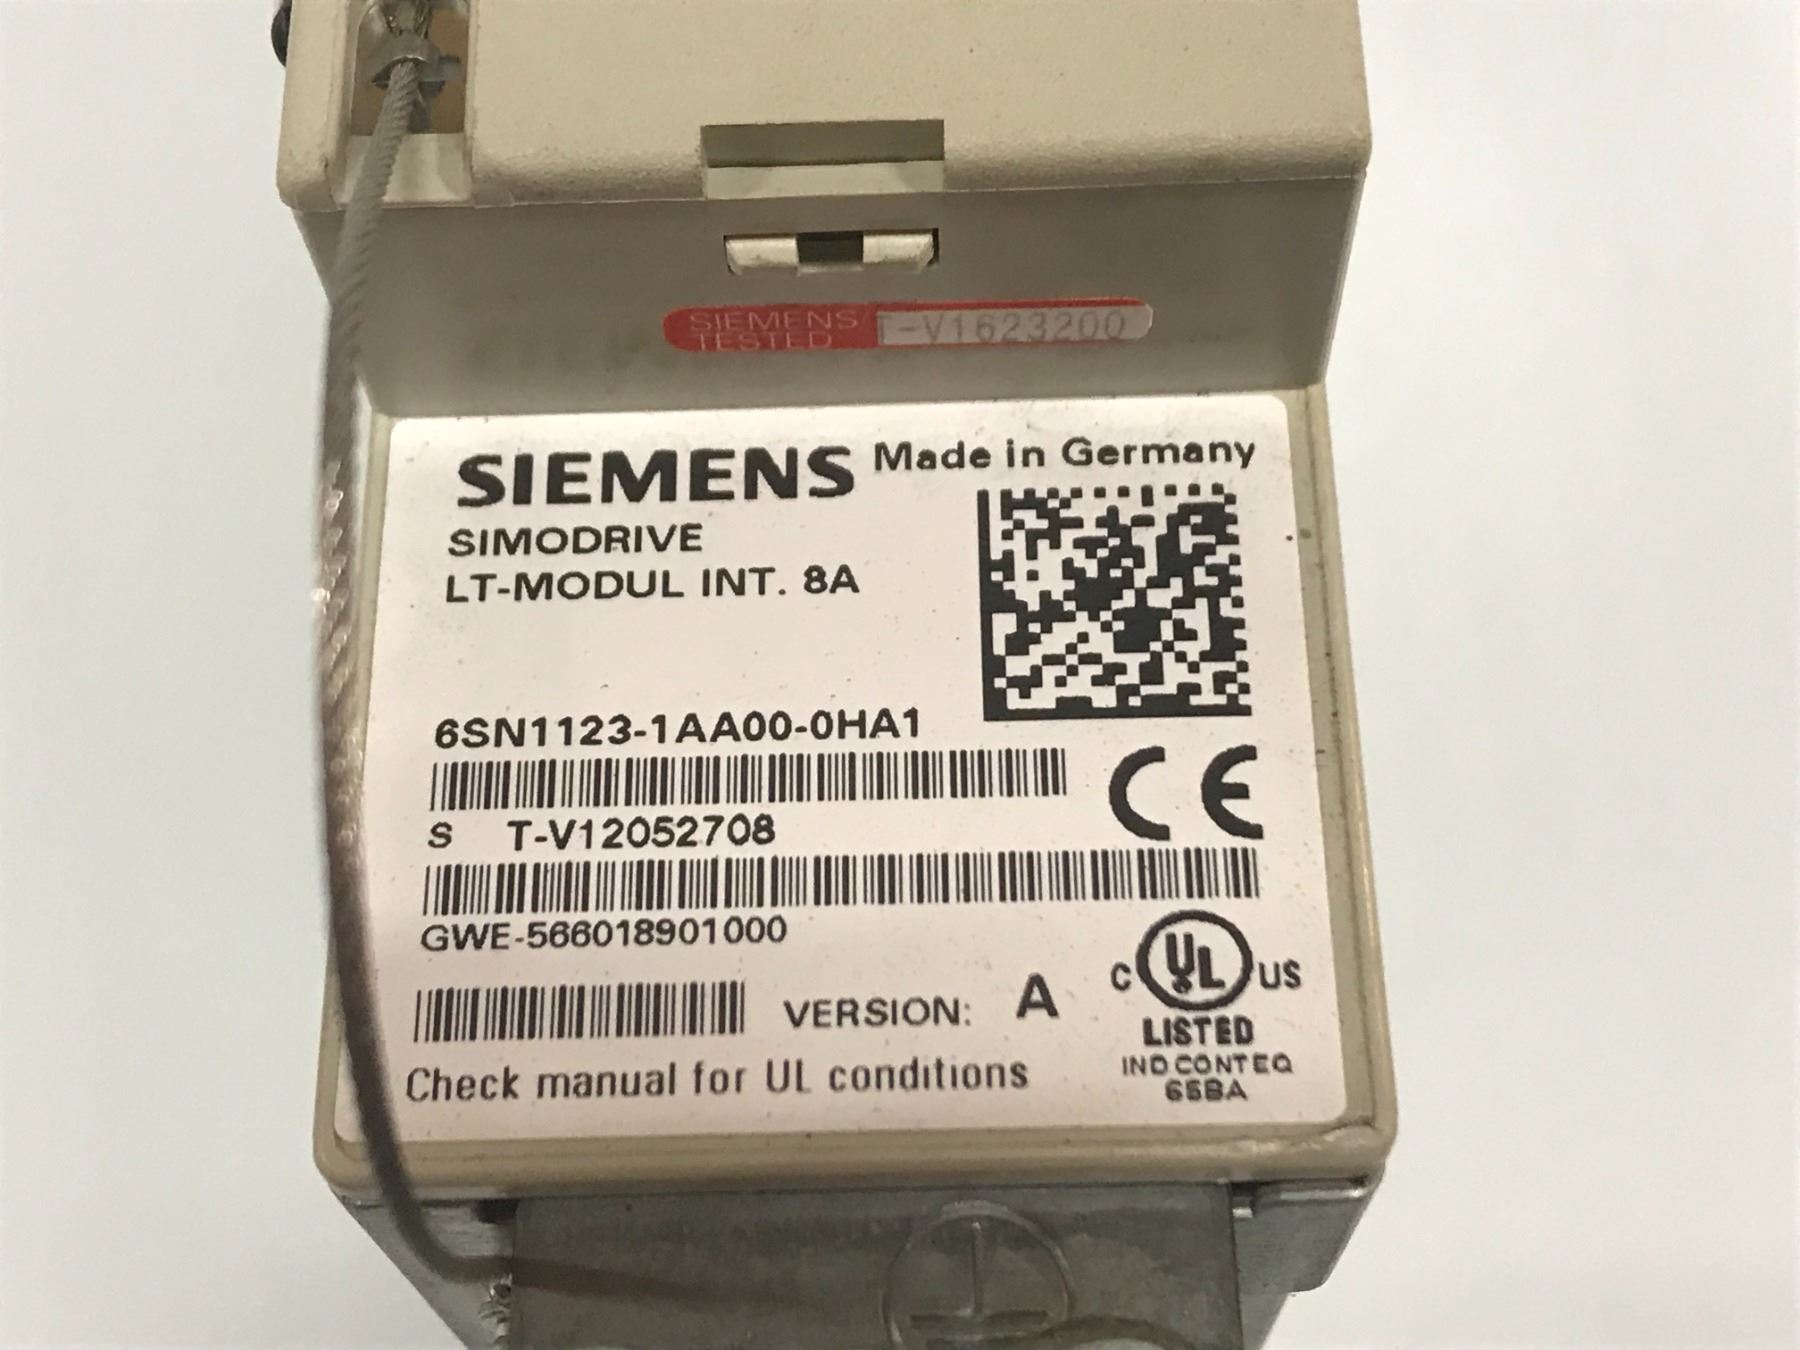 SIEMENS/ T-V1623200
TESTED
SIEMENS Made in Germany
SIMODRIVE
LT-MODUL INT. 8A
6SN1123-1AA00-0HA1
CE
S T-V12052708
GWE-566018901000
C UL US
VERSION: A
LISTED
IND CONT EQ
Check manual for UL conditions
65BA